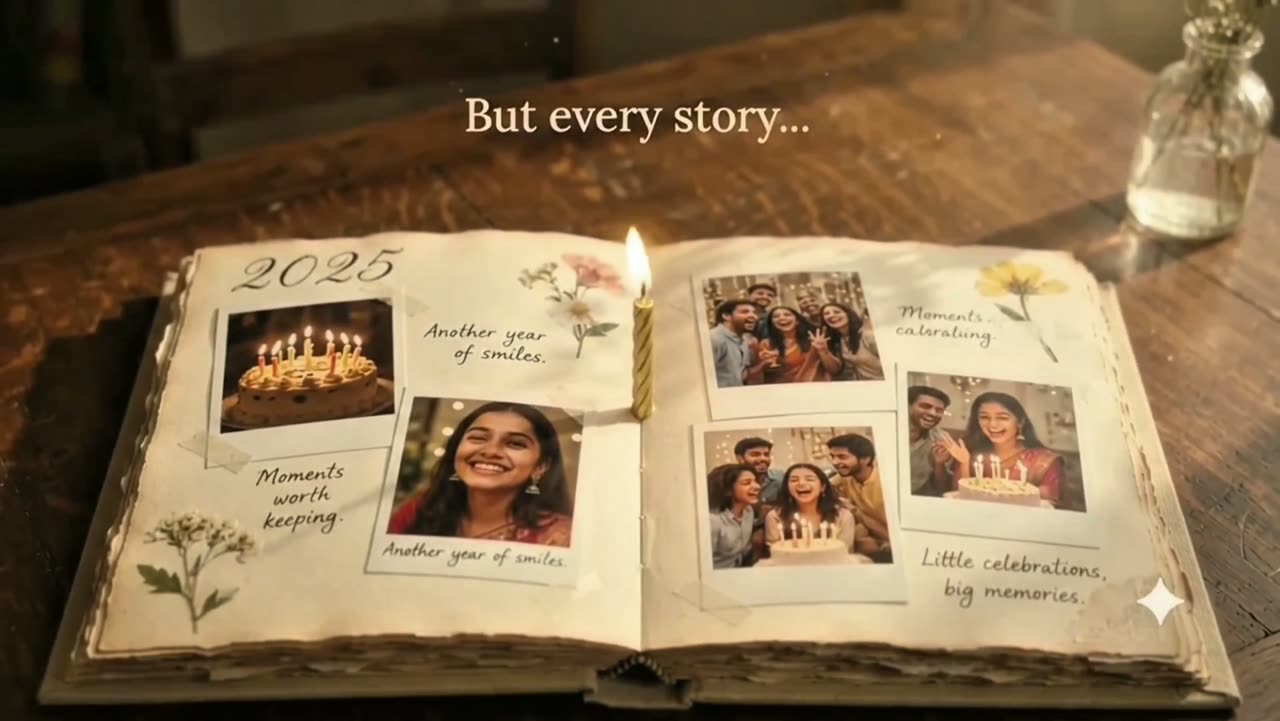 But every story...
2025
Another year
of smiles.
Moments
worth
keeping.
Another year of smiles.
Moments
Little celebrations,
big memories.